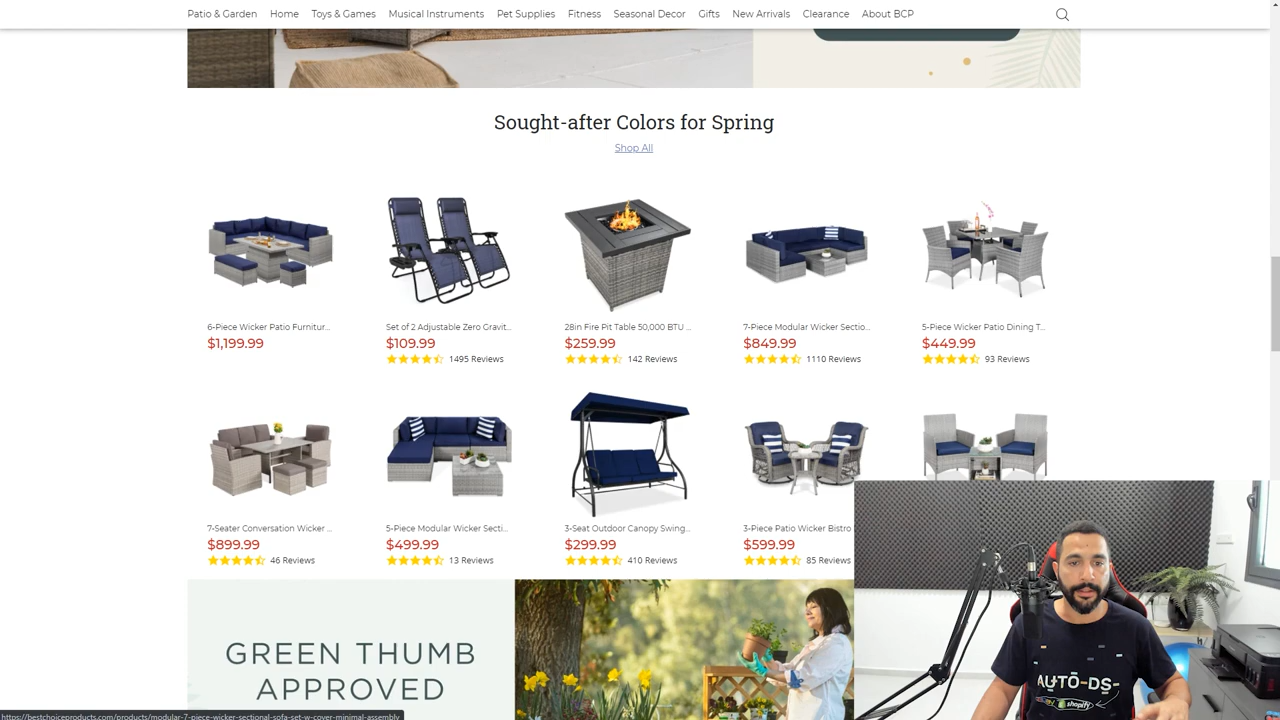 Patio & Garden Home Toys & Games Musical Instruments Pet Supplies Fitness Seasonal Decor Gifts New Arrivals Clearance About BCP
Sought-after Colors for Spring
Shop All
6-Piece Wicker Patio Furnitur... Set of 2 Adjustable Zero Gravit... 28in Fire Pit Table 50,000 BTU ... 7-Piece Modular Wicker Sectio... 5-Piece Wicker Patio Dining T...
$1,199.99 $109.99 $259.99 $849.99 $449.99
1495 Reviews 142 Reviews 1110 Reviews 93 Reviews
7-Seater Conversation Wicker ... 5-Piece Modular Wicker Secti... 3-Seat Outdoor Canopy Swing... 3-Piece Patio Wicker Bistro
$899.99 $499.99 $299.99 $599.99
46 Reviews 13 Reviews 410 Reviews 85 Reviews
GREEN THUMB
APPROVED
AUTO-DS-
shopify
https://bestchoiceproducts.com/products/modular-7-piece-wicker-sectional-sofa-set-w-cover-minimal-assembly